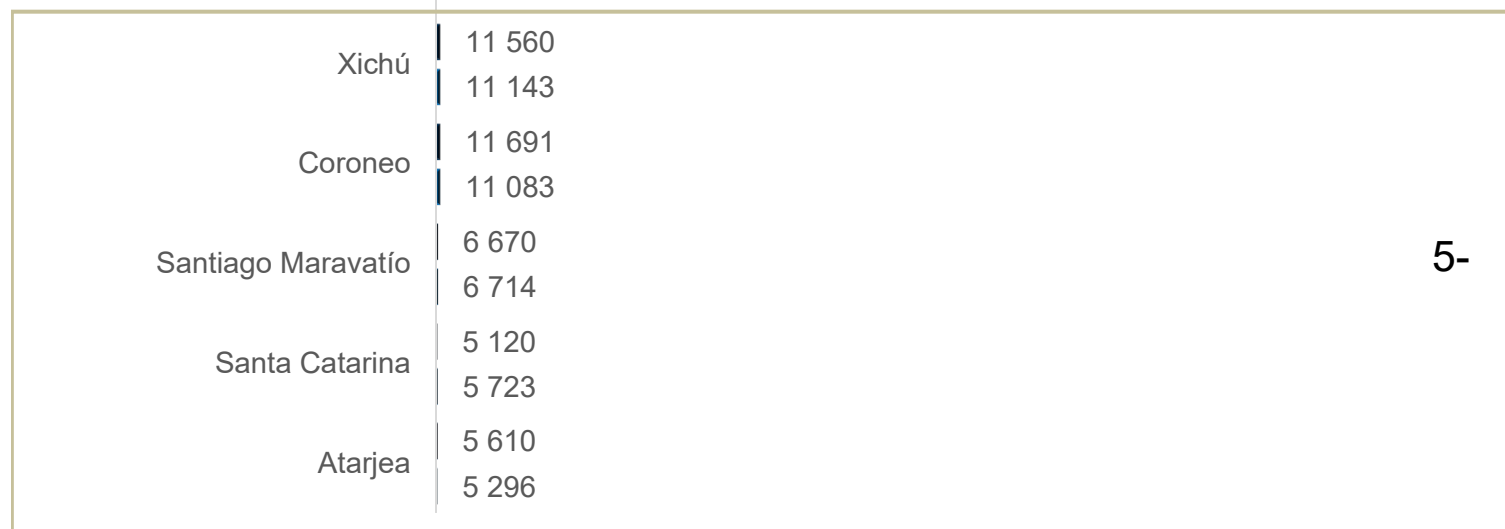 11 560
Xichú
11 143
11 691
Coroneo
11 083
6 670
Santiago Maravatío
6 714
5-
5 120
Santa Catarina
5 723
5 610
Atarjea
5 296